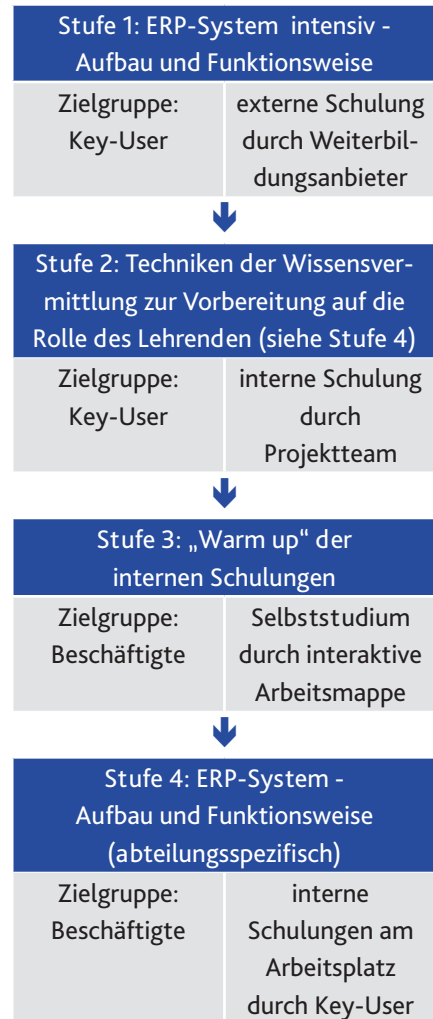 Stufe 1: ERP-System intensiv -
Aufbau und Funktionsweise
Zielgruppe:
Key-User
externe Schulung
durch Weiterbil-
dungsanbieter
Stufe 2: Techniken der Wissensver-
mittlung zur Vorbereitung auf die
Rolle des Lehrenden (siehe Stufe 4)
Zielgruppe:
Key-User
interne Schulung
durch
Projektteam
Stufe 3: „Warm up“ der
internen Schulungen
Zielgruppe:
Beschäftigte
Selbststudium
durch interaktive
Arbeitsmappe
Stufe 4: ERP-System -
Aufbau und Funktionsweise
(abteilungsspezifisch)
Zielgruppe:
Beschäftigte
interne
Schulungen am
Arbeitsplatz
durch Key-User